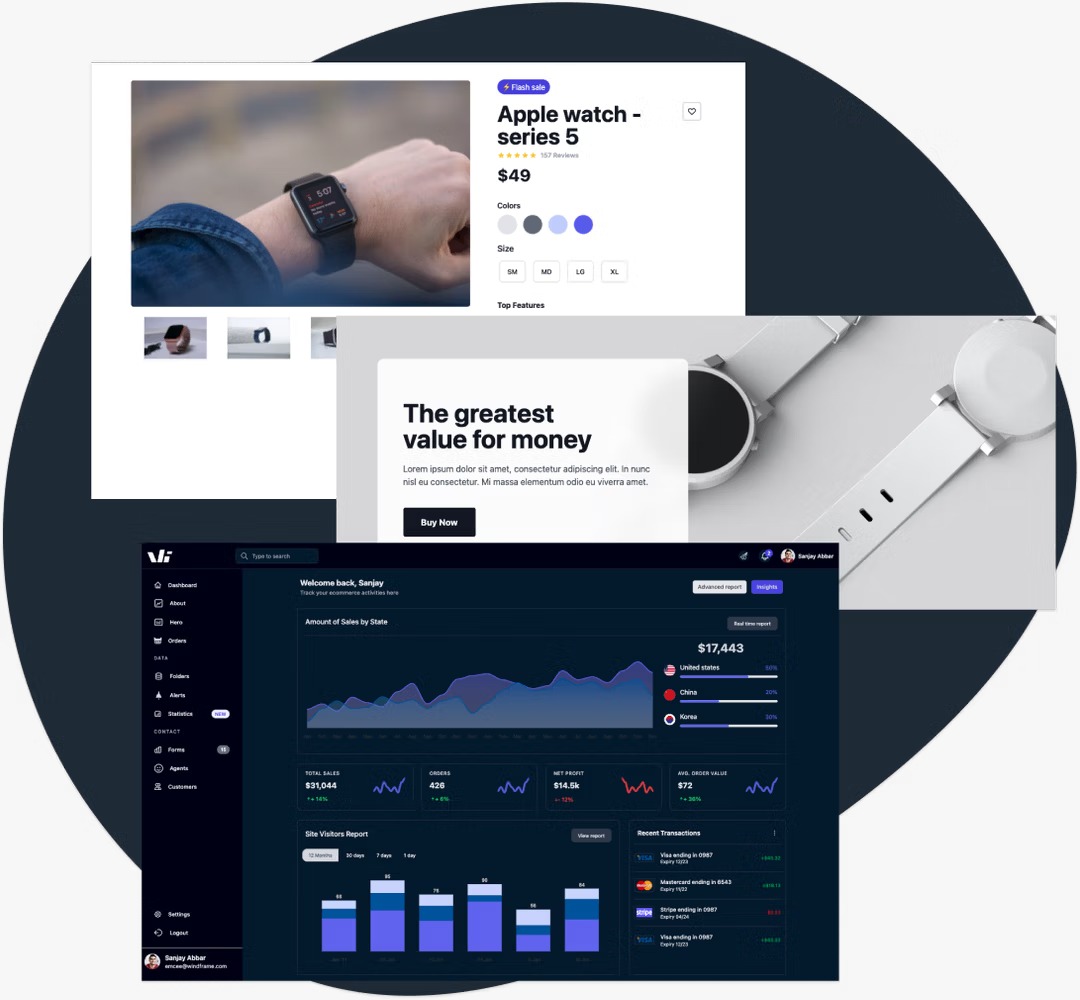 ⚡Flash sale
Apple watch -
series 5
157 Reviews
$49
Colors
Size
SM MD LG XL
Top Features
5:07
The greatest
value for money
Lorem ipsum dolor sit amet, consectetur adipiscing elit. In nunc
nisl eu consectetur. Mi massa elementum odio eu viverra amet.
Buy Now
Type to search
2
Sanjay Abbar
Dashboard
About
Hero
Orders
DATA
Folders
Alerts
Statistics NEW
CONTACT
Forms
Agents
Customers
Settings
Logout
Sanjay Abbar
emcee@windframe.com
Welcome back, Sanjay
Track your ecommerce activities here
Advanced report Insights
Amount of Sales by State
Real time report
$17,443
United states 50%
China 20%
Korea 30%
TOTAL SALES
$31,044
14%
ORDERS
426
6%
NET PROFIT
$14.5k
12%
AVG. ORDER VALUE
$72
36%
Site Visitors Report
View report
12 Months 30 days 7 days 1 day
95
90
84
Recent Transactions
VISA
Visa ending in 0987
Expiry 12/23
Mastercard ending in 6543
Expiry 11/22
stripe
Stripe ending in 0987
Expiry 04/24
VISA
Visa ending in 0987
Expiry 12/23